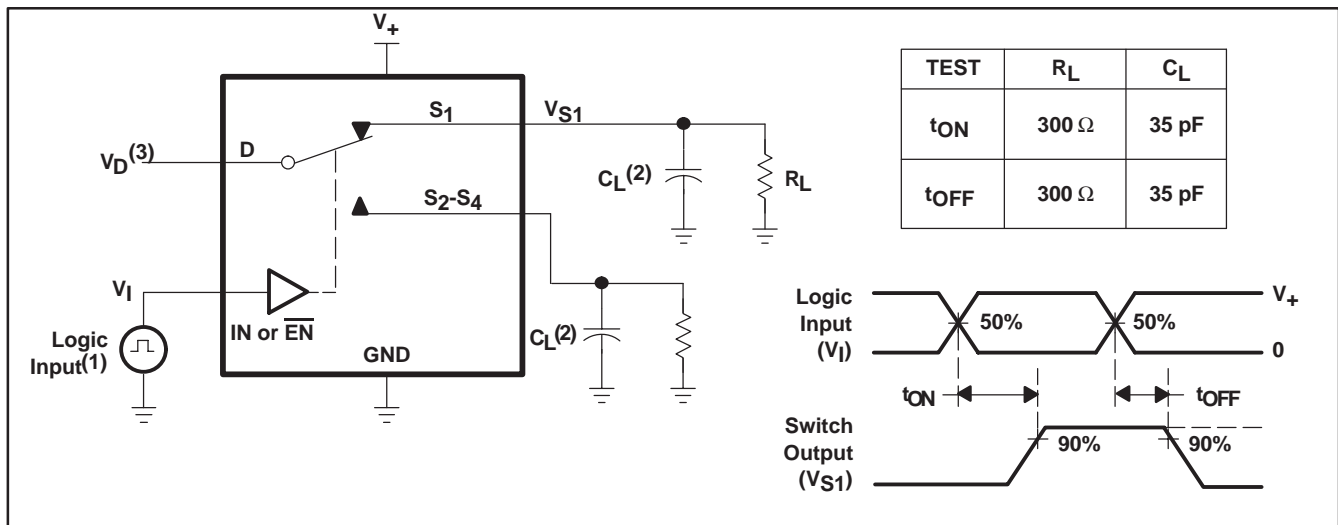 V+
S1
VS1
VD(3)
D
CL(2)
RL
S2-S4
VI
IN or E̅N̅
CL(2)
Logic
Input(1)
GND
TEST RL CL
tON 300 Ω 35 pF
tOFF 300 Ω 35 pF
Logic
Input
(VI)
50%
50%
V+
0
tON
tOFF
Switch
Output
(VS1)
90%
90%